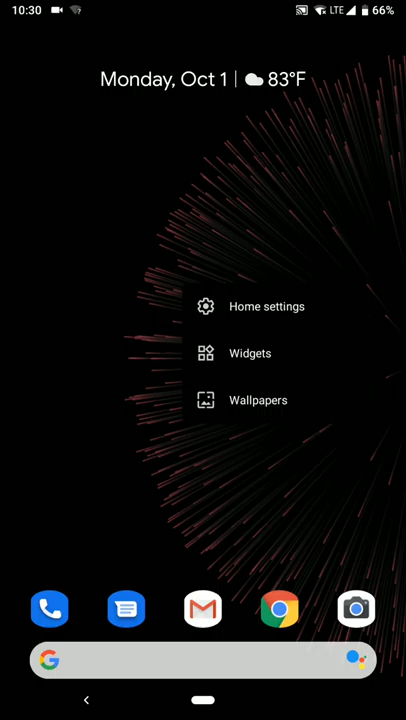 10:30
LTE 66%
Monday, Oct 1 | 83°F
Home settings
Widgets
Wallpapers